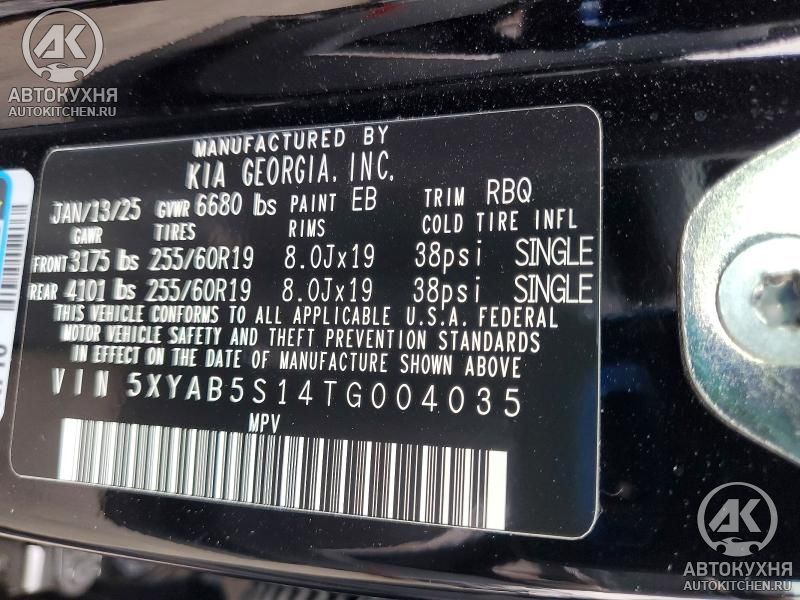 АК
АВТОКУХНЯ
AUTOKITCHEN.RU
MANUFACTURED BY
KIA GEORGIA, INC.
JAN/13/25 GVWR 6680 lbs PAINT EB TRIM RBQ
GAWR TIRES RIMS COLD TIRE INFL
FRONT 3175 lbs 255/60R19 8.0Jx19 38psi SINGLE
REAR 4101 lbs 255/60R19 8.0Jx19 38psi SINGLE
THIS VEHICLE CONFORMS TO ALL APPLICABLE U.S.A. FEDERAL
MOTOR VEHICLE SAFETY AND THEFT PREVENTION STANDARDS
IN EFFECT ON THE DATE OF MANUFACTURE SHOWN ABOVE
VIN 5XYAB5S14TG004035
MPV
АК
АВТОКУХНЯ
AUTOKITCHEN.RU